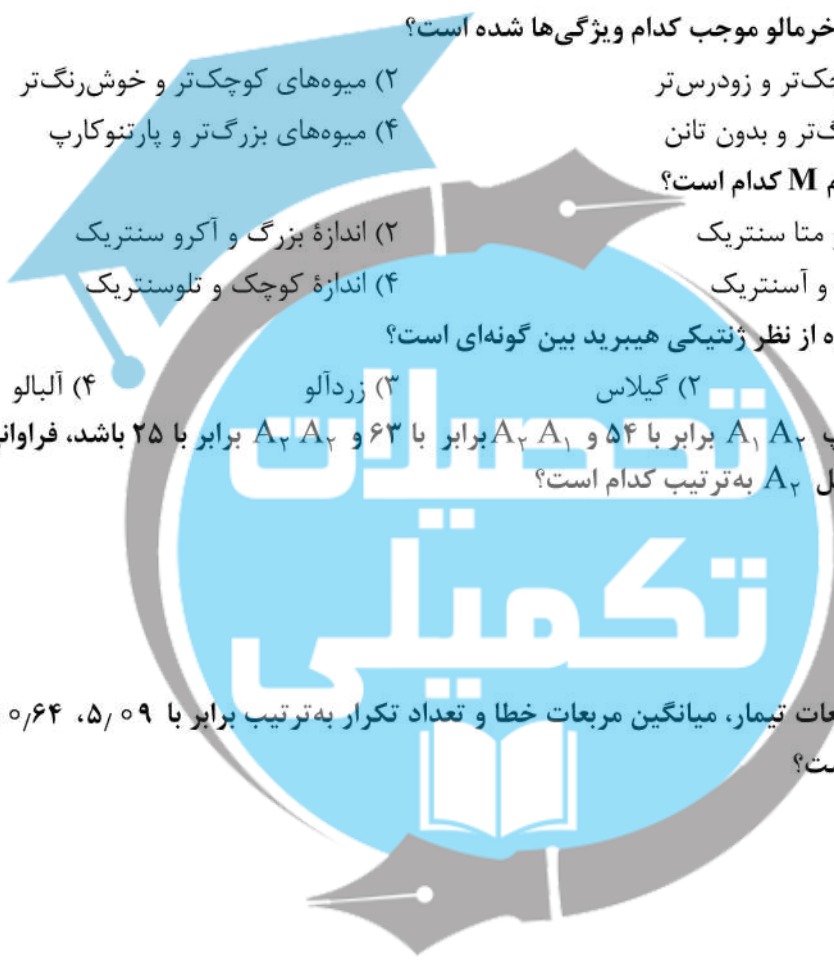 خرمالو موجب کدام ویژگی‌ها شده است؟
چک‌تر و زودرس‌تر ۲) میوه‌های کوچک‌تر و خوش‌رنگ‌تر
گ‌تر و بدون تانن ۴) میوه‌های بزرگ‌تر و پارتنوکارپ
م M کدام است؟
و متا سنتریک ۲) اندازهٔ بزرگ و آکرو سنتریک
و آسنتریک ۴) اندازهٔ کوچک و تلوسنتریک
ه از نظر ژنتیکی هیبرید بین گونه‌ای است؟
۲) گیلاس ۳) زردآلو ۴) آلبالو
پ A₁ A₂ برابر با ۵۴ و A₂ A₁ برابر با ۶۳ و A₂ A₂ برابر با ۲۵ باشد، فراوانی
ل A₂ به‌ترتیب کدام است؟
تحصیلات
تکمیلی
عات تیمار، میانگین مربعات خطا و تعداد تکرار به‌ترتیب برابر با ۵/۰۹، ۰/۶۴
ست؟